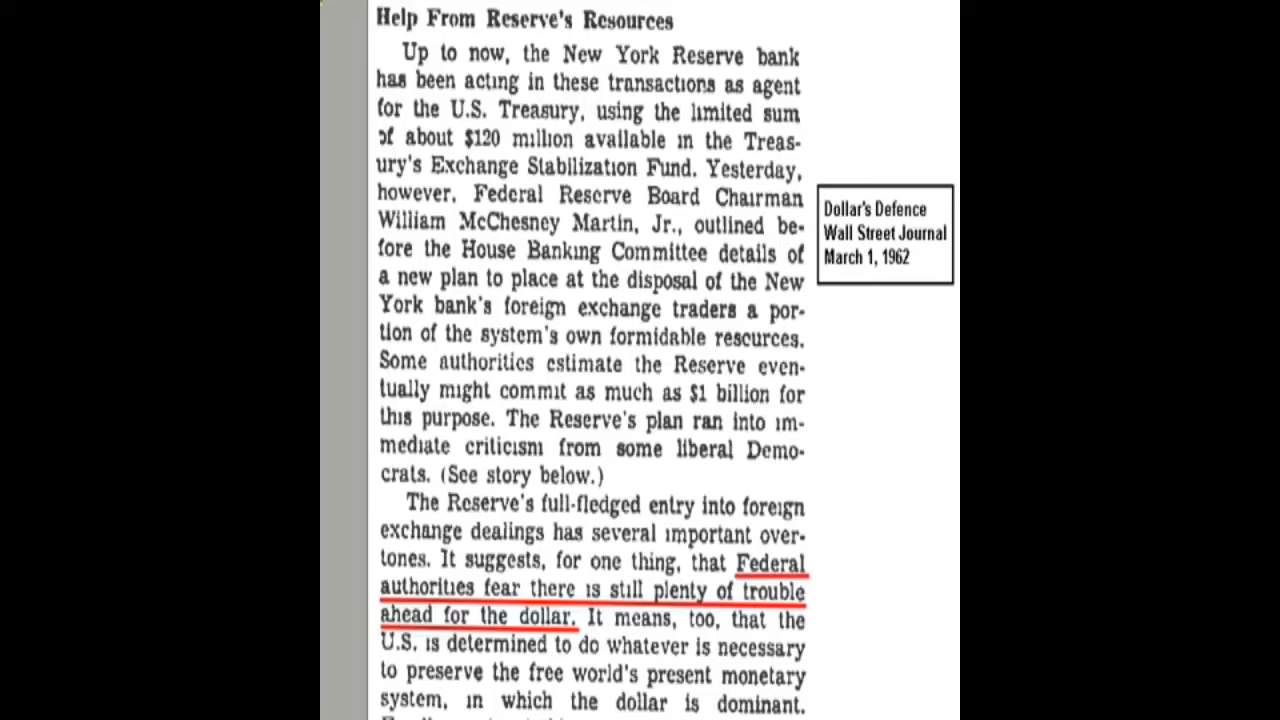 Help From Reserve's Resources
Up to now, the New York Reserve bank
has been acting in these transactions as agent
for the U.S. Treasury, using the limited sum
of about $120 million available in the Treas-
ury's Exchange Stabilization Fund. Yesterday,
however, Federal Reserve Board Chairman
William McChesney Martin, Jr., outlined be-
fore the House Banking Committee details of
a new plan to place at the disposal of the New
York bank's foreign exchange traders a por-
tion of the system's own formidable resources.
Some authorities estimate the Reserve even-
tually might commit as much as $1 billion for
this purpose. The Reserve's plan ran into im-
mediate criticism from some liberal Demo-
crats. (See story below.)
The Reserve's full-fledged entry into foreign
exchange dealings has several important over-
tones. It suggests, for one thing, that Federal
authorities fear there is still plenty of trouble
ahead for the dollar. It means, too, that the
U.S. is determined to do whatever is necessary
to preserve the free world's present monetary
system, in which the dollar is dominant.
Dollar's Defence
Wall Street Journal
March 1, 1962